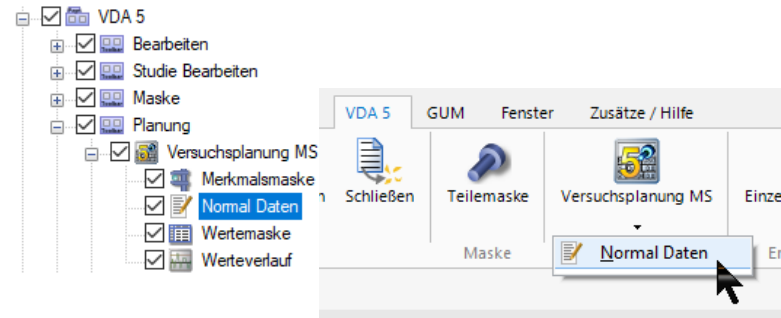 VDA 5
Bearbeiten
Studie Bearbeiten
Maske
Planung
Versuchsplanung MS
Merkmalsmaske
Normal Daten
Wertemaske
Werteverlauf
VDA 5 GUM Fenster Zusätze / Hilfe
Schließen Teilemaske Versuchsplanung MS
Maske
Normal Daten